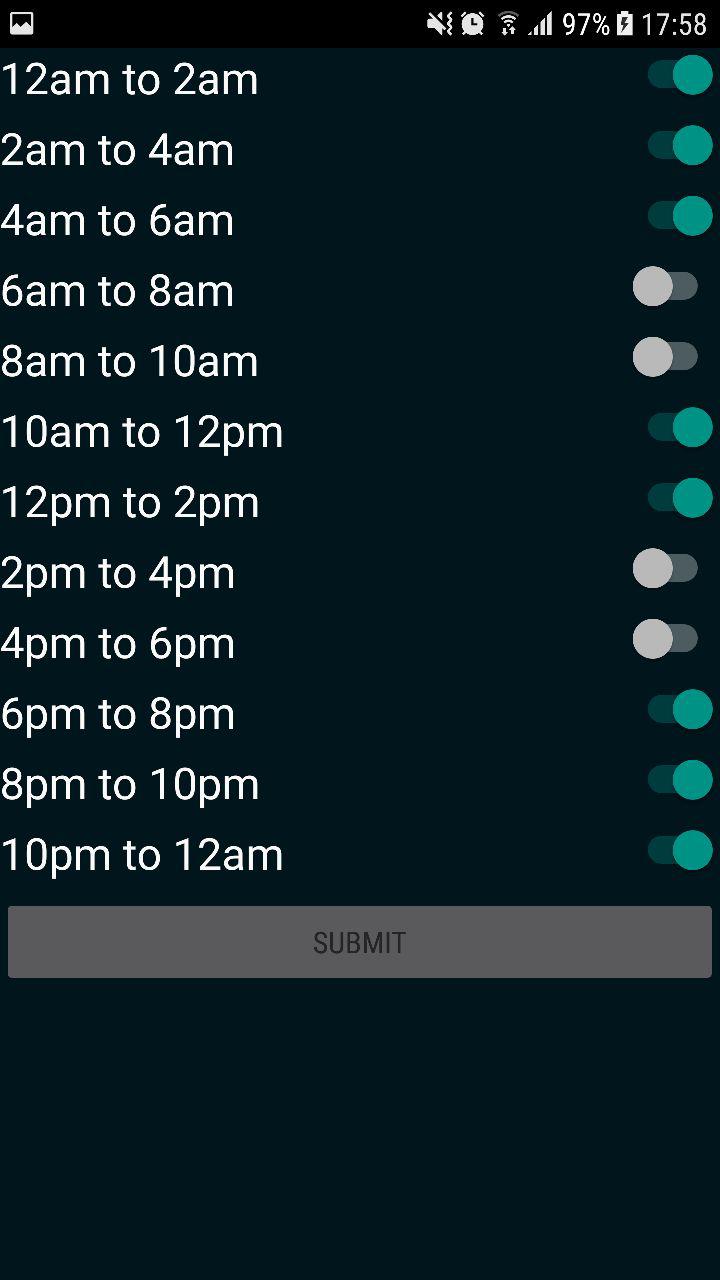 97% 17:58
12am to 2am
2am to 4am
4am to 6am
6am to 8am
8am to 10am
10am to 12pm
12pm to 2pm
2pm to 4pm
4pm to 6pm
6pm to 8pm
8pm to 10pm
10pm to 12am
SUBMIT